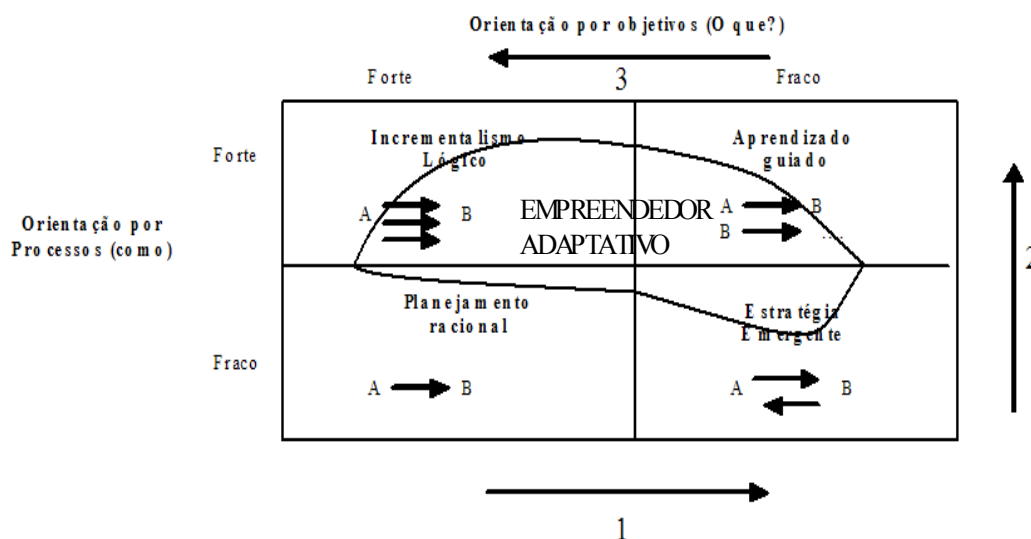 Orientação por objetivos (O que?)
Forte
3
Fraco
Forte
Incrementalismo
Lógico
Aprendizado
guiado
A
B
EMPREENDEDOR
ADAPTATIVO
A
B
B
....
Orientação por
Processos (como)
2
Planejamento
racional
Estratégia
Emergente
Fraco
A
B
A
B
1